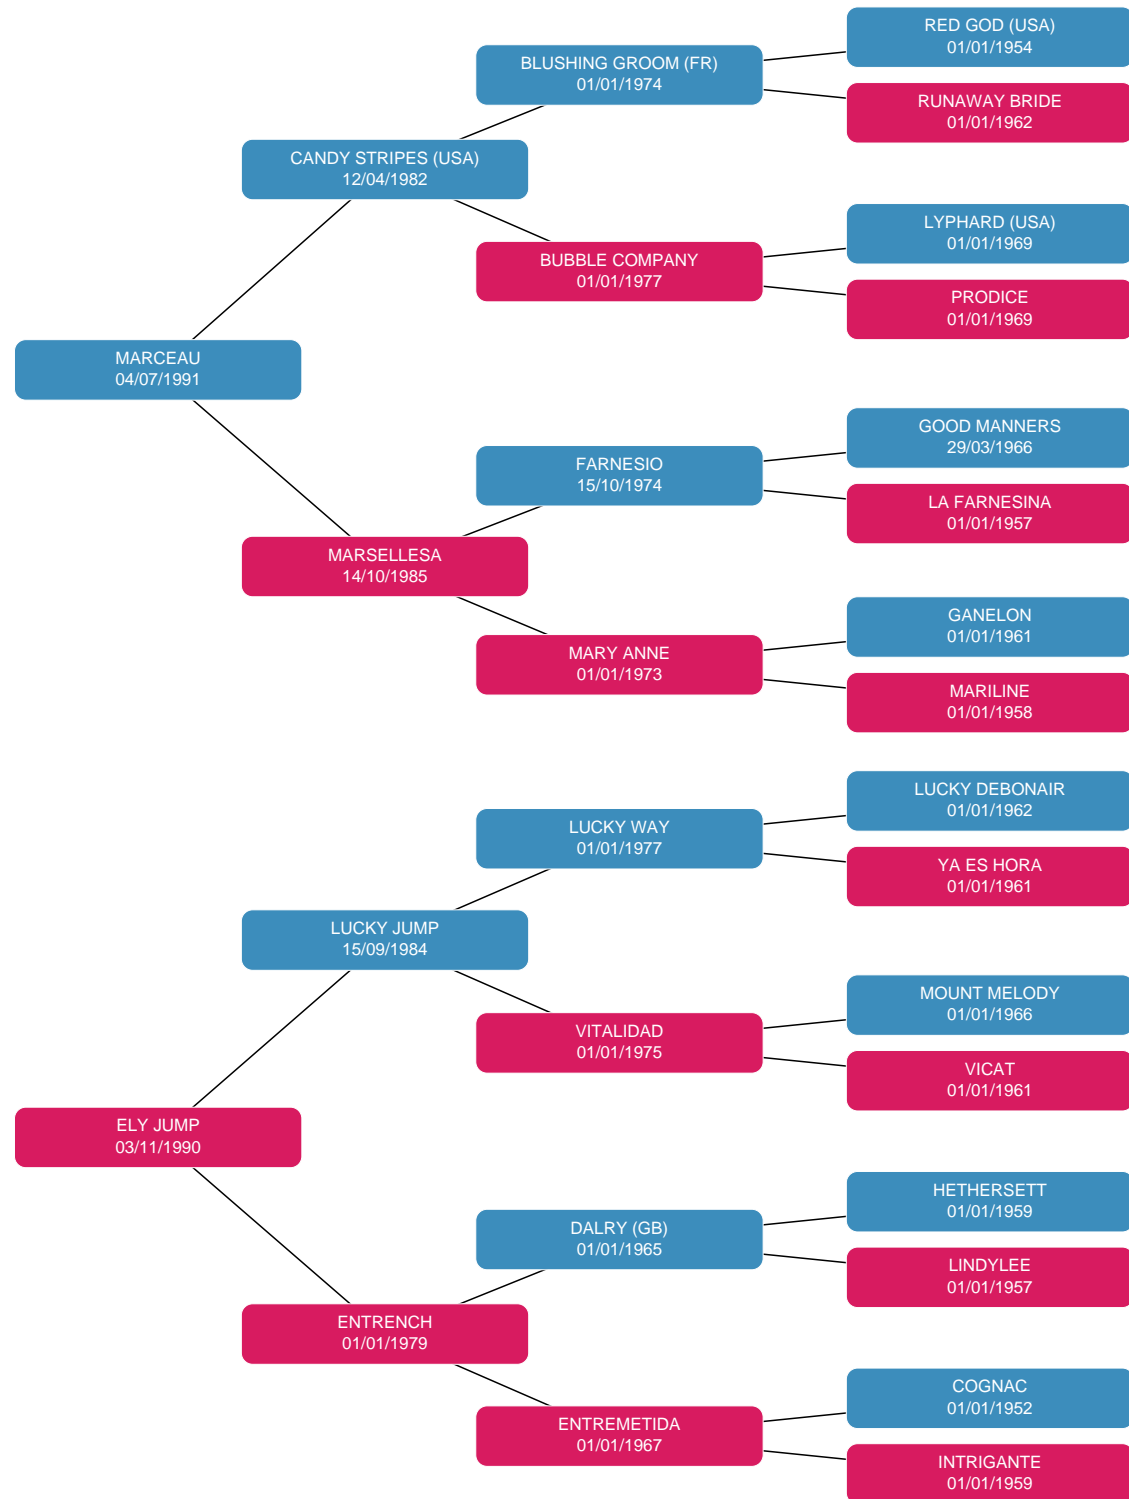 RED GOD (USA)
01/01/1954
BLUSHING GROOM (FR)
01/01/1974
RUNAWAY BRIDE
01/01/1962
CANDY STRIPES (USA)
12/04/1982
LYPHARD (USA)
01/01/1969
BUBBLE COMPANY
01/01/1977
PRODICE
01/01/1969
MARCEAU
04/07/1991
GOOD MANNERS
29/03/1966
FARNESIO
15/10/1974
LA FARNESINA
01/01/1957
MARSELLESA
14/10/1985
GANELON
01/01/1961
MARY ANNE
01/01/1973
MARILINE
01/01/1958
LUCKY DEBONAIR
01/01/1962
LUCKY WAY
01/01/1977
YA ES HORA
01/01/1961
LUCKY JUMP
15/09/1984
MOUNT MELODY
01/01/1966
VITALIDAD
01/01/1975
VICAT
01/01/1961
ELY JUMP
03/11/1990
HETHERSETT
01/01/1959
DALRY (GB)
01/01/1965
LINDYLEE
01/01/1957
ENTRENCH
01/01/1979
COGNAC
01/01/1952
ENTREMETIDA
01/01/1967
INTRIGANTE
01/01/1959